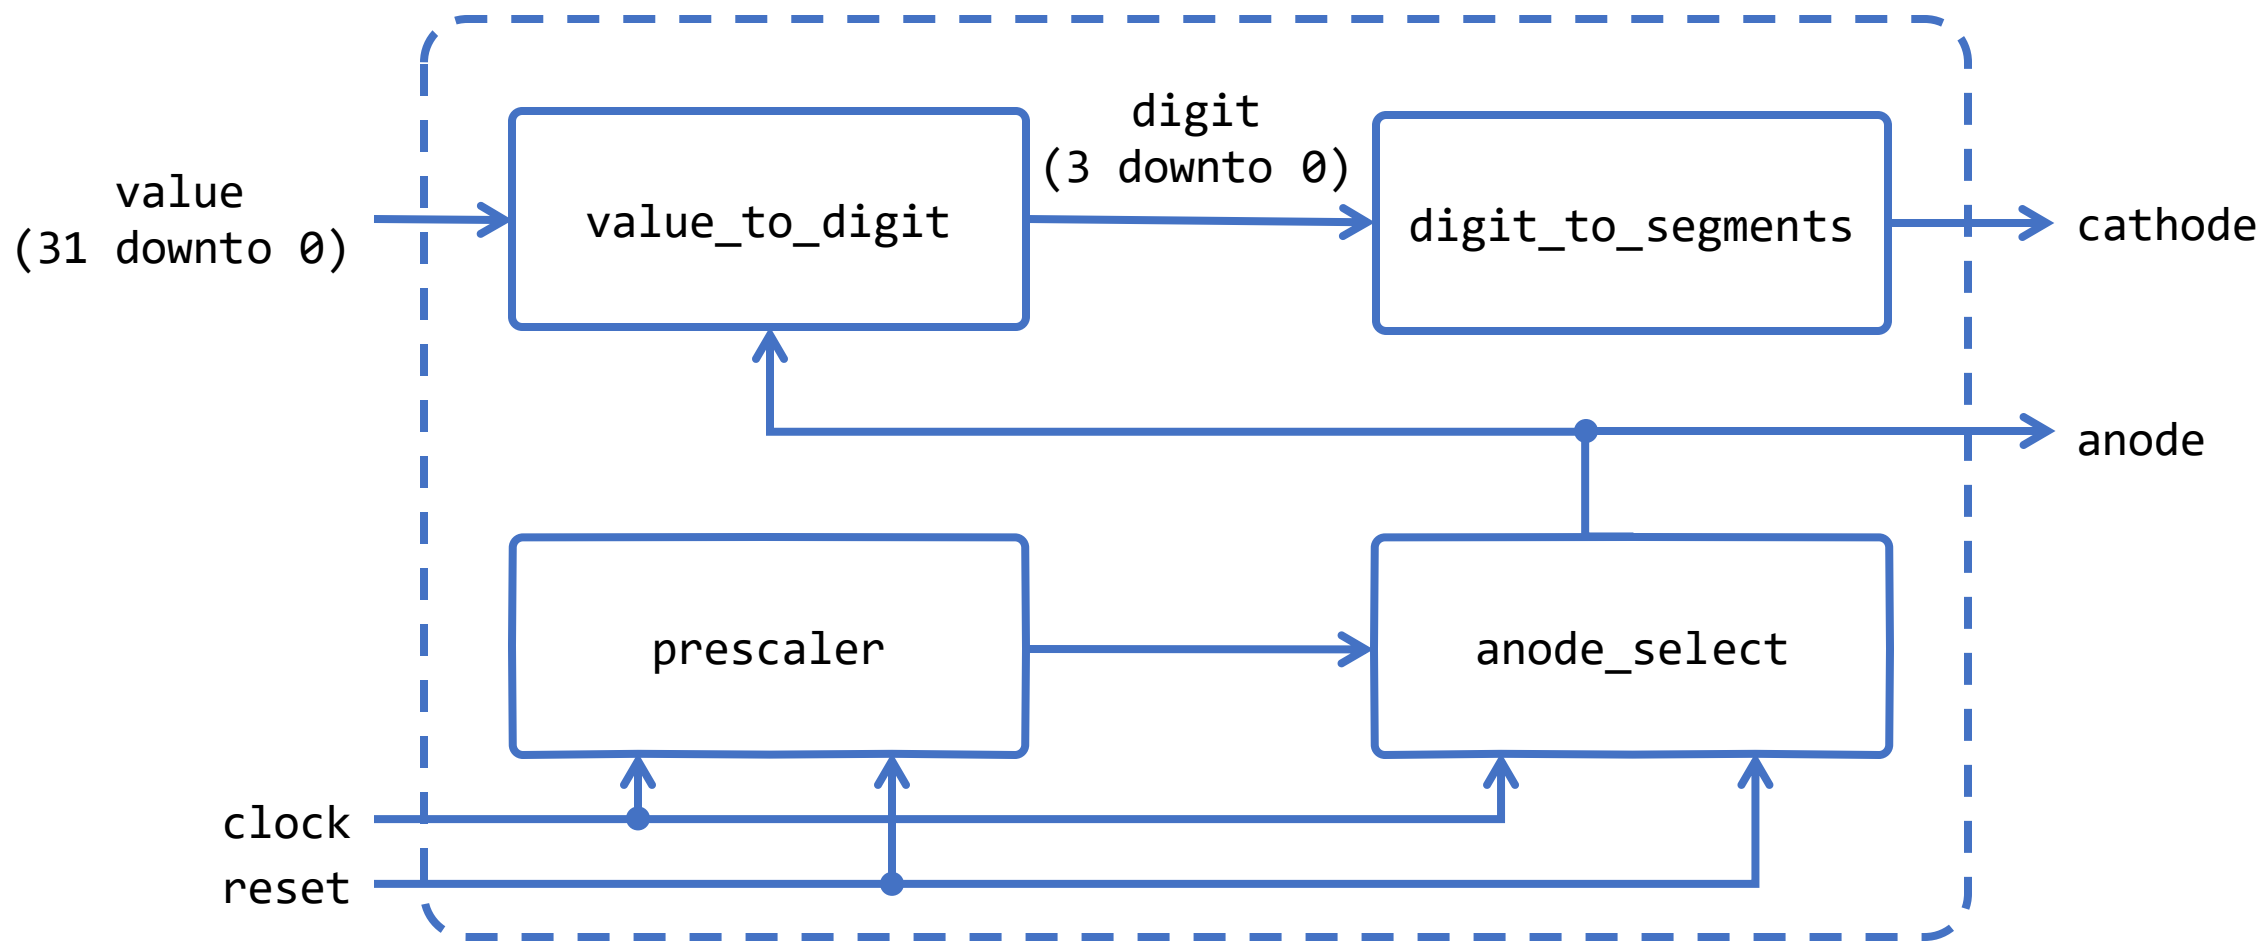 digit
(3 downto 0)
value
(31 downto 0)
value_to_digit
digit_to_segments
cathode
anode
prescaler
anode_select
clock
reset